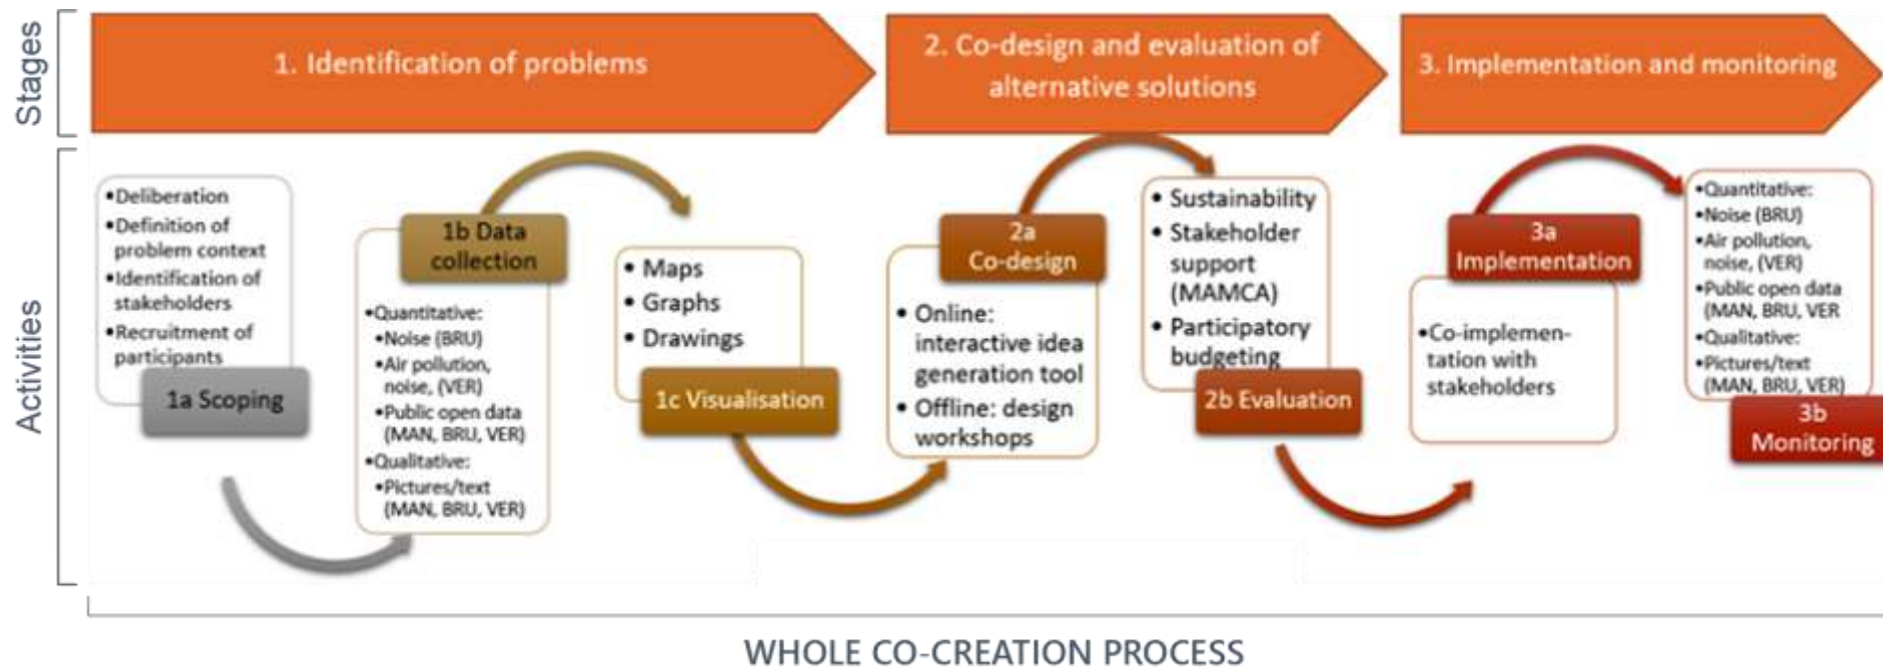 Stages
1. Identification of problems
2. Co-design and evaluation of
alternative solutions
3. Implementation and monitoring
Activities
•Deliberation
•Definition of
problem context
•Identification of
stakeholders
•Recruitment of
participants
1a Scoping
1b Data
collection
•Quantitative:
•Noise (BRU)
•Air pollution,
noise, (VER)
•Public open data
(MAN, BRU, VER)
•Qualitative:
•Pictures/text
(MAN, BRU, VER)
• Maps
• Graphs
• Drawings
1c Visualisation
2a
Co-design
• Online:
interactive idea
generation tool
• Offline: design
workshops
• Sustainability
• Stakeholder
support
(MAMCA)
• Participatory
budgeting
2b Evaluation
3a
Implementation
•Co-implemen-
tation with
stakeholders
•Quantitative:
•Noise (BRU)
•Air pollution,
noise, (VER)
•Public open data
(MAN, BRU, VER
•Qualitative:
•Pictures/text
(MAN, BRU, VER)
3b
Monitoring
WHOLE CO-CREATION PROCESS